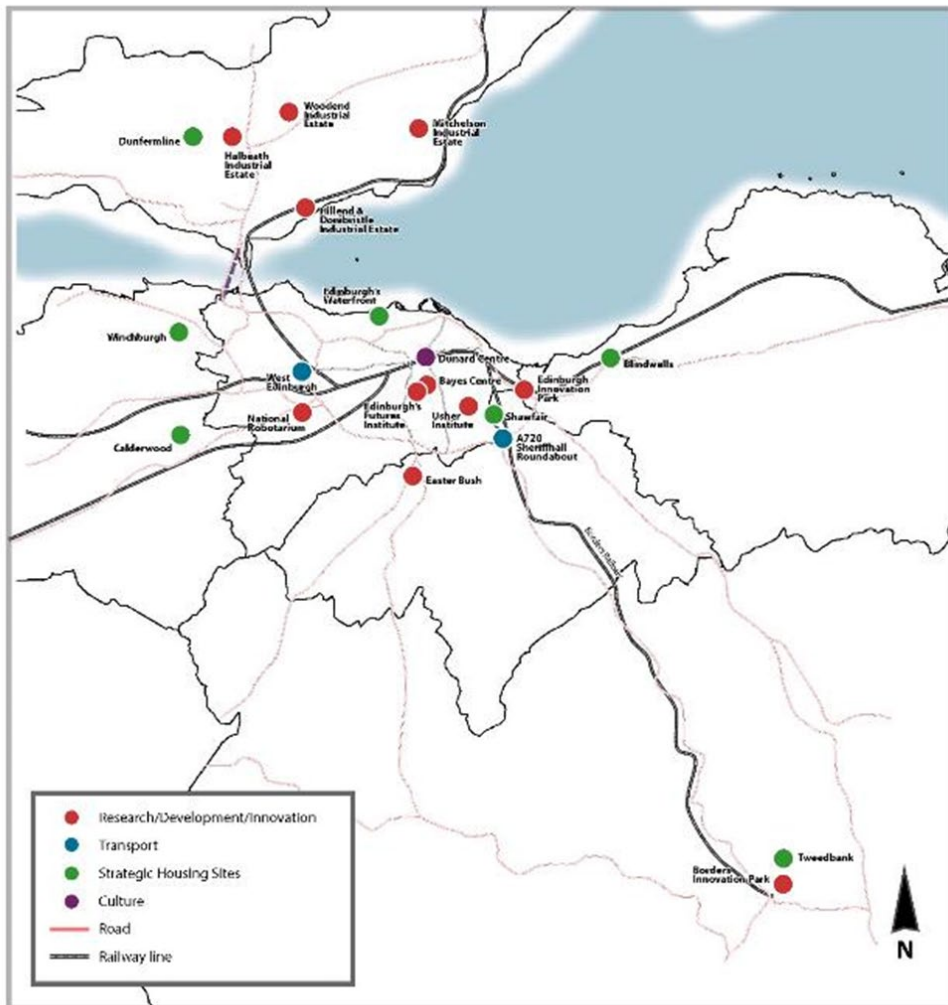 Woodend
Industrial
Estate
Mitchelson
Industrial
Estate
Dunfermline
Halbeath
Industrial
Estate
Hillend &
Donibristle
Industrial Estate
Edinburgh's
Waterfront
Winchburgh
Dunard Centre
Blindwells
West
Edinburgh
Bayes Centre
Edinburgh
Innovation
Park
Edinburgh's
Futures
Institute
Usher
Institute
National
Robotarium
Shawfair
A720
Sheriffhall
Roundabout
Calderwood
Easter Bush
Borders Railway
Tweedbank
Borders
Innovation Park
Research/Development/Innovation
Transport
Strategic Housing Sites
Culture
Road
Railway line
N